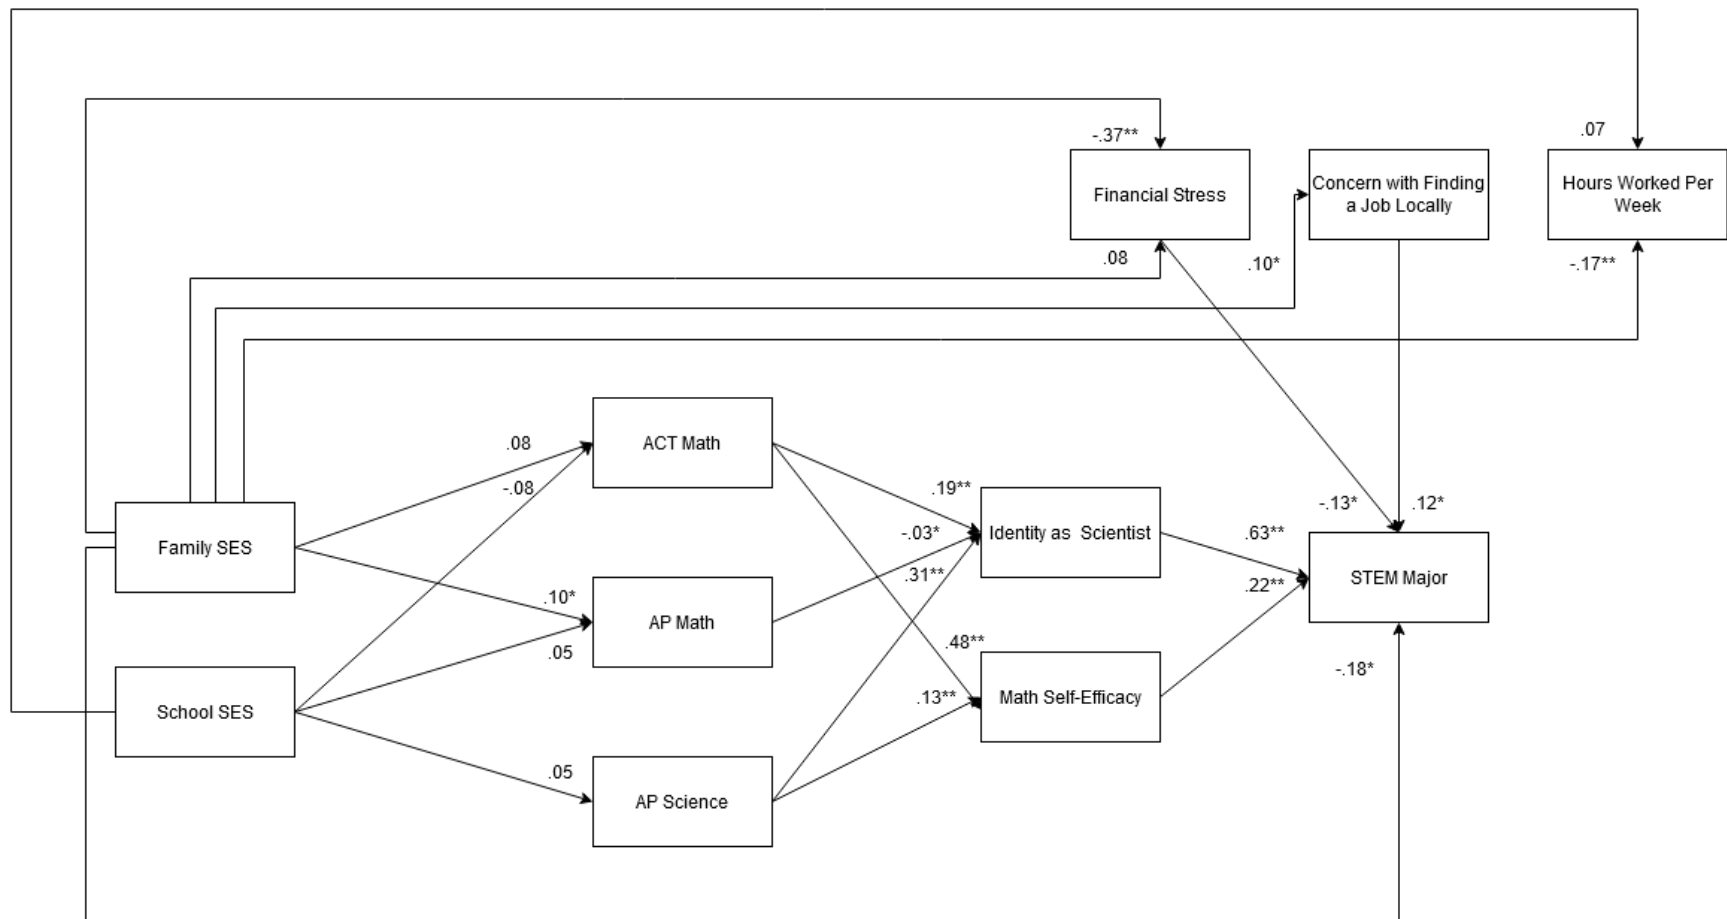 -.37**
.07
Financial Stress
Concern with Finding
a Job Locally
Hours Worked Per
Week
.08
.10*
-.17**
.08
ACT Math
-.08
.19**
-.13*
.12*
Family SES
-.03*
Identity as Scientist
.63**
.31**
STEM Major
.22**
.10*
AP Math
.05
.48**
-.18*
School SES
.13**
Math Self-Efficacy
.05
AP Science